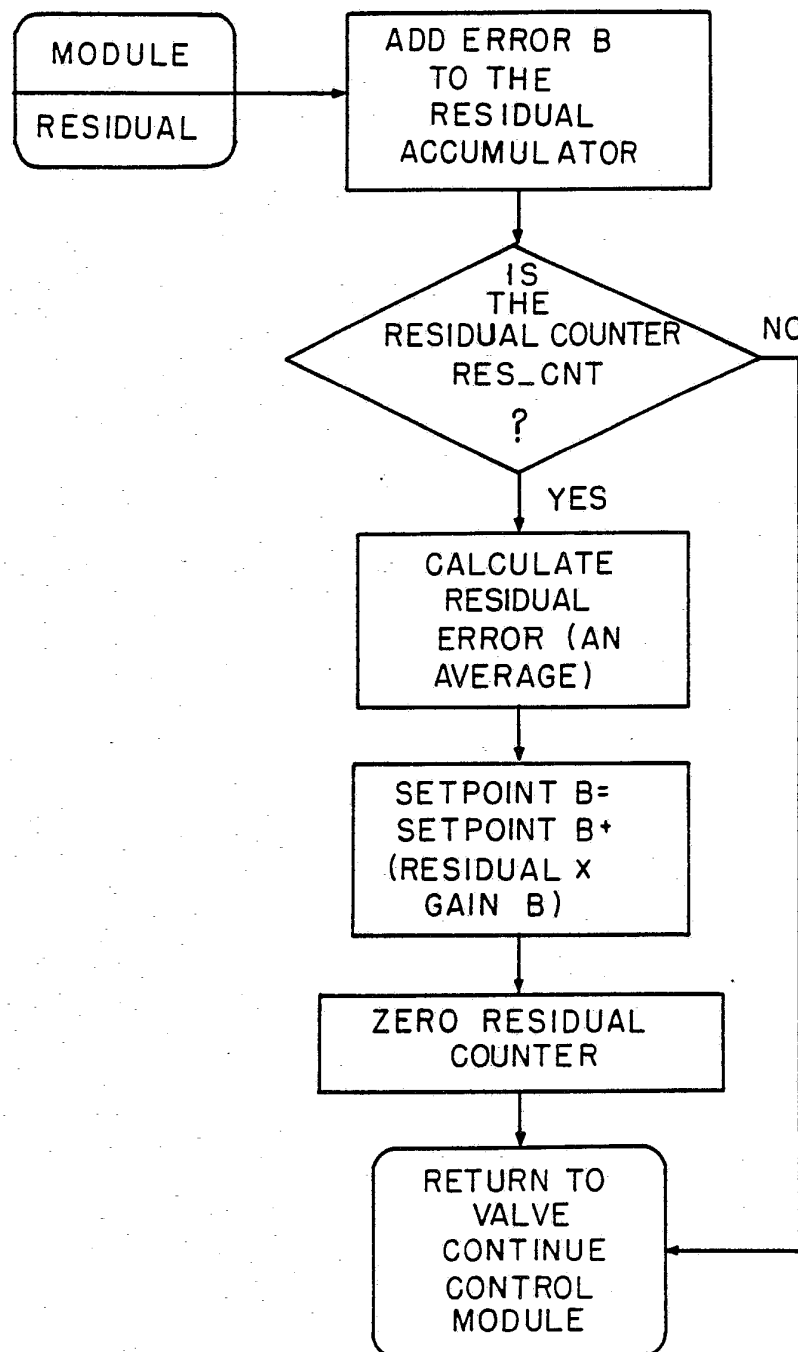 MODULE
RESIDUAL
ADD ERROR B
TO THE
RESIDUAL
ACCUMULATOR
IS
THE
RESIDUAL COUNTER
RES_CNT
?
NO
YES
CALCULATE
RESIDUAL
ERROR (AN
AVERAGE)
SETPOINT B=
SETPOINT B+
(RESIDUAL X
GAIN B)
ZERO RESIDUAL
COUNTER
RETURN TO
VALVE
CONTINUE
CONTROL
MODULE